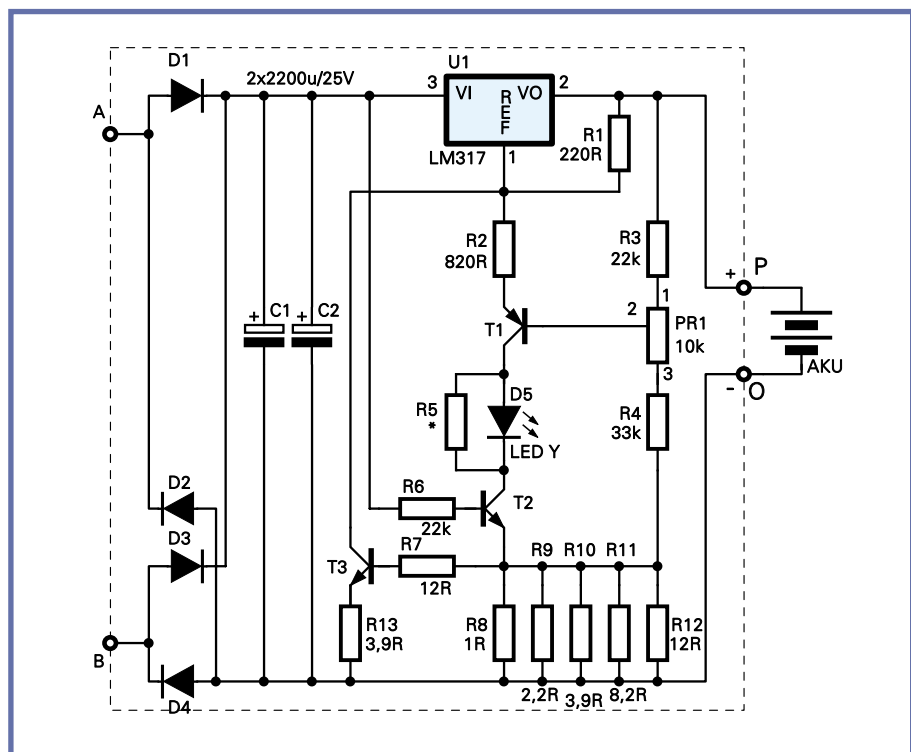 D1
2x2200u/25V
U1
3
VI
REF
VO
2
A
LM317
1
R1
220R
R2
820R
R3
22k
+
P
C1
+
C2
+
T1
2
1
PR1
10k
3
AKU
-
O
R5
*
D5
LED Y
R4
33k
D2
R6
22k
T2
D3
R7
12R
R9
R10
R11
T3
R13
3,9R
R8
1R
R12
12R
B
D4
2,2R
3,9R
8,2R